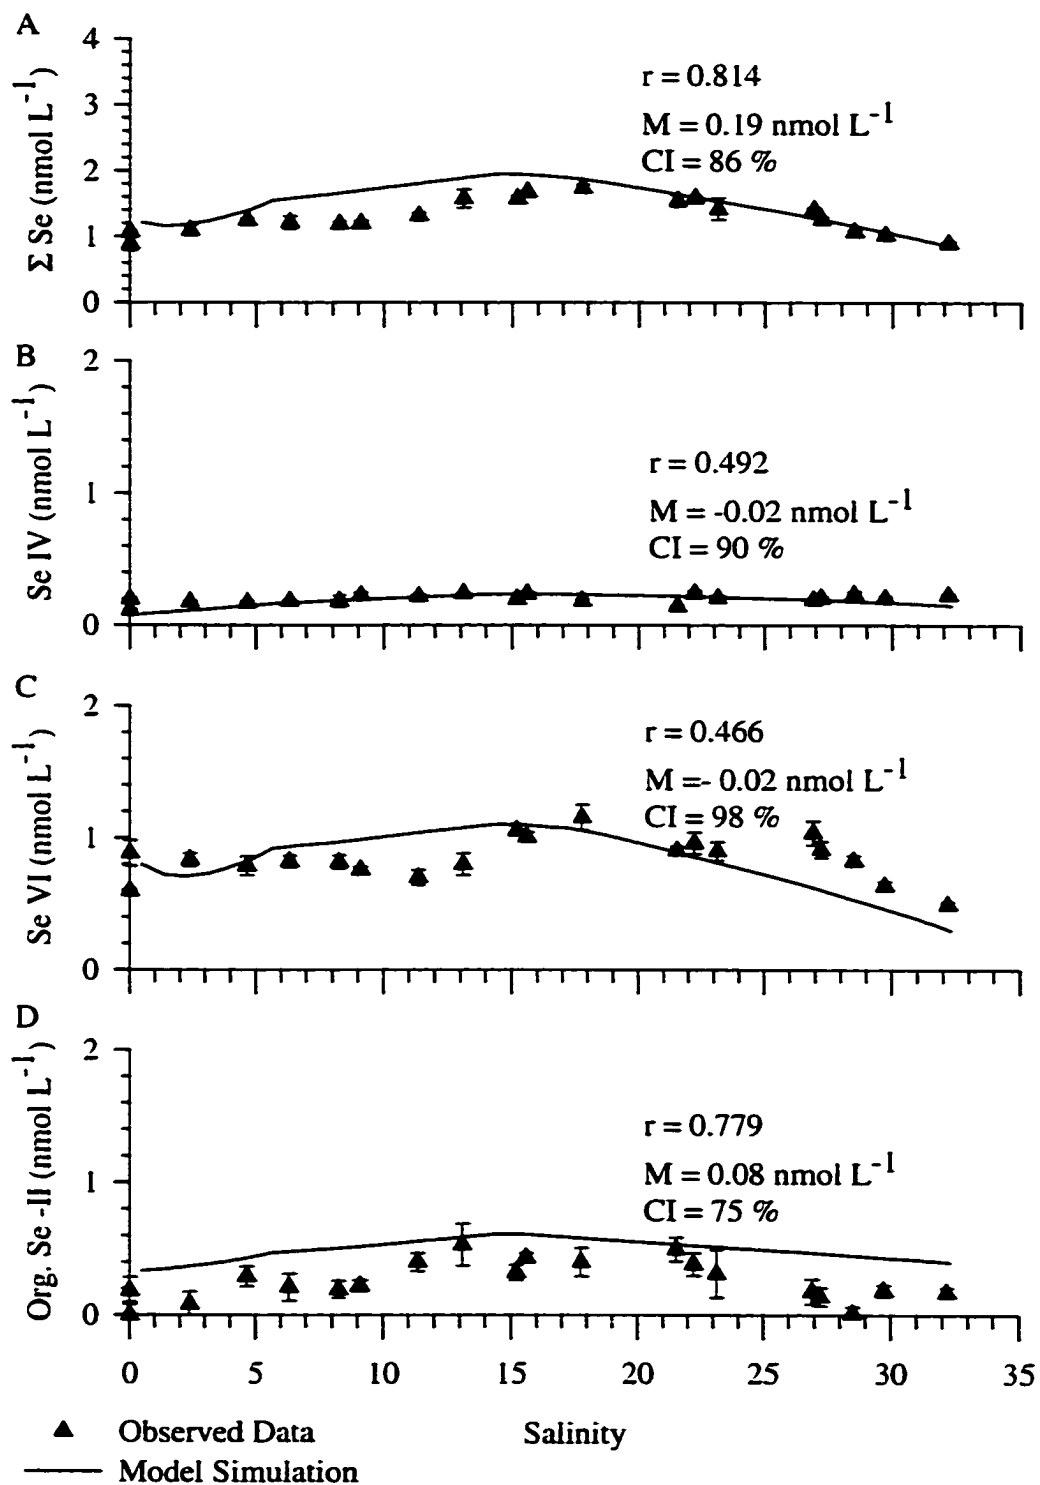 A
Σ Se (nmol L⁻¹)
4
3
2
1
0
r = 0.814
M = 0.19 nmol L⁻¹
CI = 86 %
B
Se IV (nmol L⁻¹)
2
1
0
r = 0.492
M = -0.02 nmol L⁻¹
CI = 90 %
C
Se VI (nmol L⁻¹)
2
1
0
r = 0.466
M =- 0.02 nmol L⁻¹
CI = 98 %
D
Org. Se -II (nmol L⁻¹)
2
1
0
r = 0.779
M = 0.08 nmol L⁻¹
CI = 75 %
0 5 10 15 20 25 30 35
Salinity
Observed Data
Model Simulation